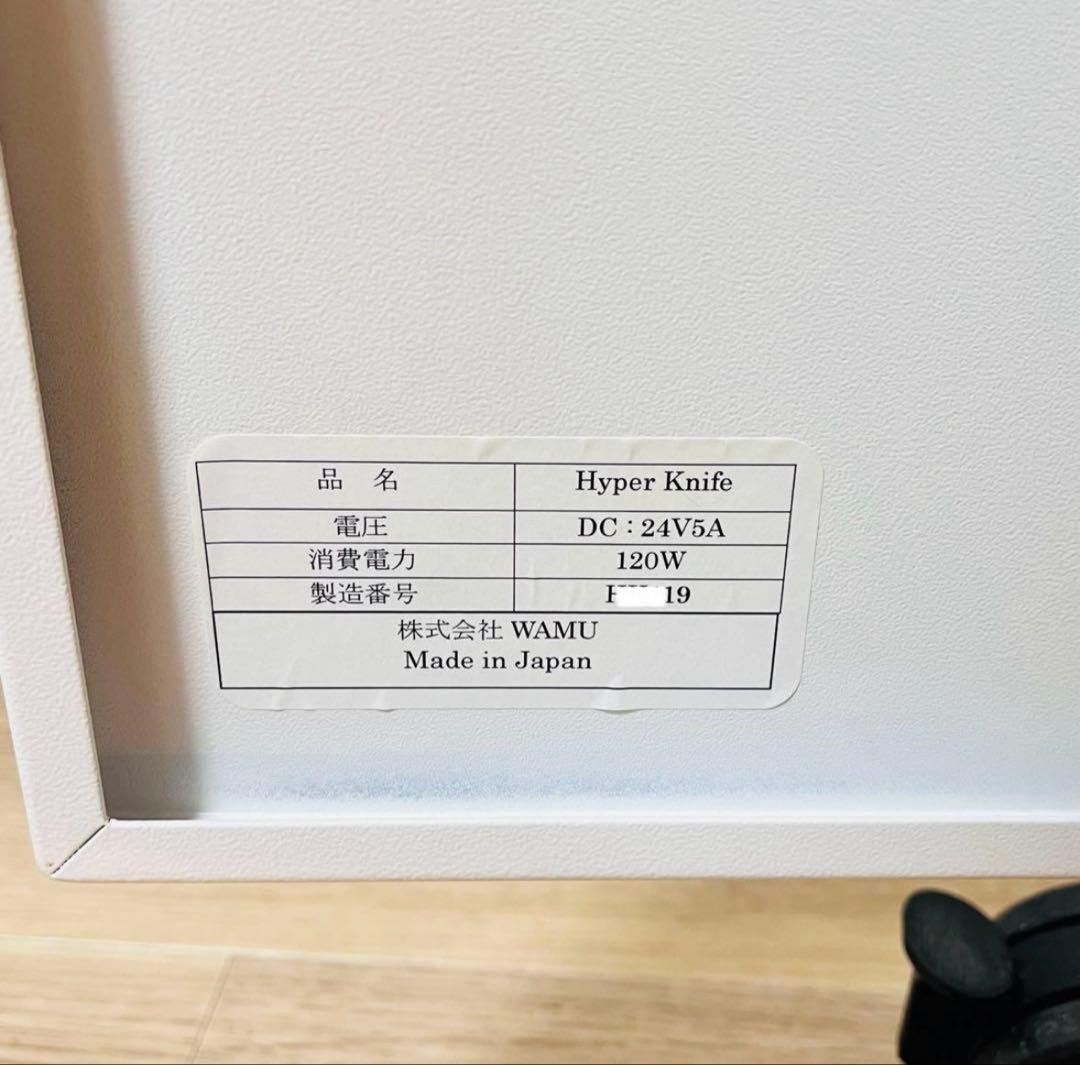 品 名 Hyper Knife
電圧 DC：24V5A
消費電力 120W
製造番号 19
株式会社 WAMU
Made in Japan